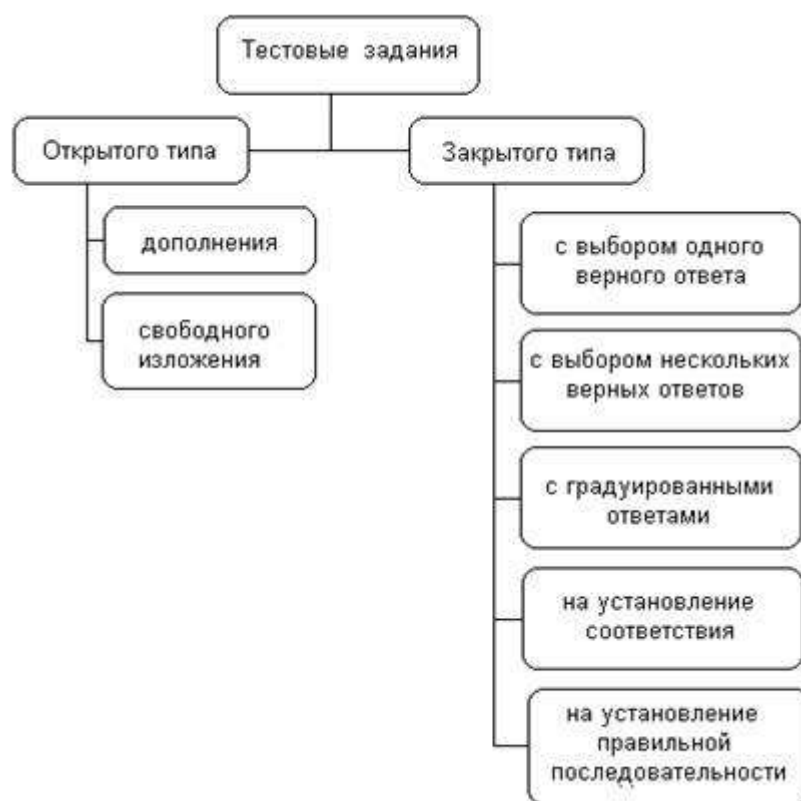 Тестовые задания
Открытого типа
Закрытого типа
дополнения
свободного
изложения
с выбором одного
верного ответа
с выбором нескольких
верных ответов
с градуированными
ответами
на установление
соответствия
на установление
правильной
последовательности